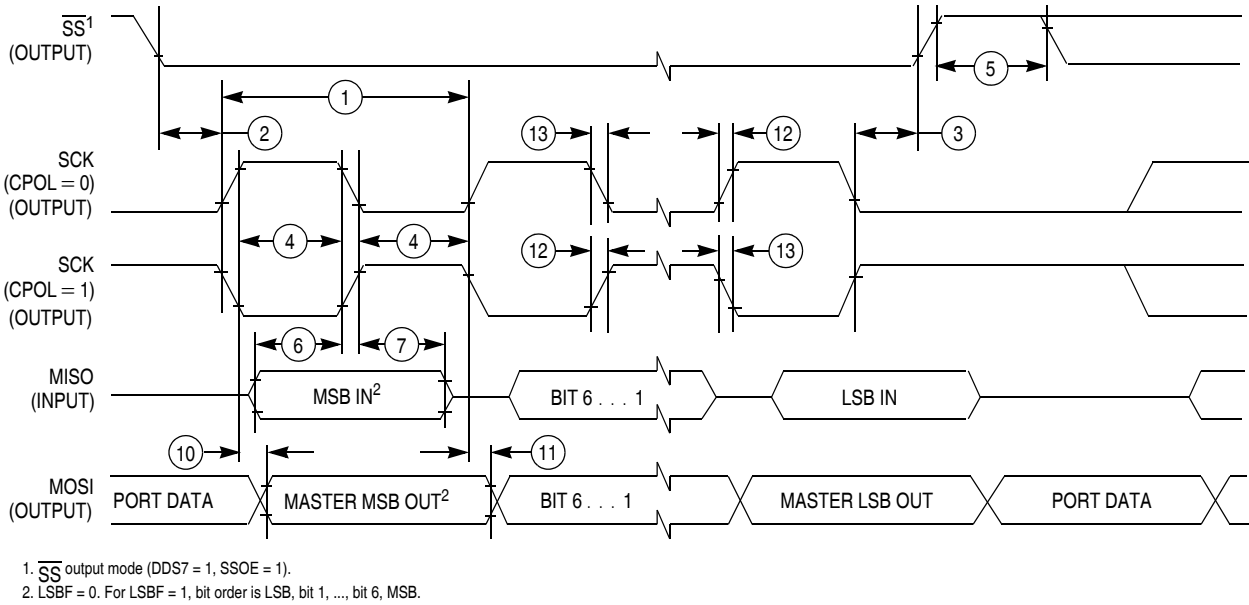 SS¹
(OUTPUT)
5
1
2
13
12
3
SCK
(CPOL = 0)
(OUTPUT)
4
4
12
13
SCK
(CPOL = 1)
(OUTPUT)
6
7
MISO
(INPUT)
MSB IN²
BIT 6 . . . 1
LSB IN
10
11
MOSI
(OUTPUT)
PORT DATA
MASTER MSB OUT²
BIT 6 . . . 1
MASTER LSB OUT
PORT DATA
1. SS output mode (DDS7 = 1, SSOE = 1).
2. LSBF = 0. For LSBF = 1, bit order is LSB, bit 1, ..., bit 6, MSB.